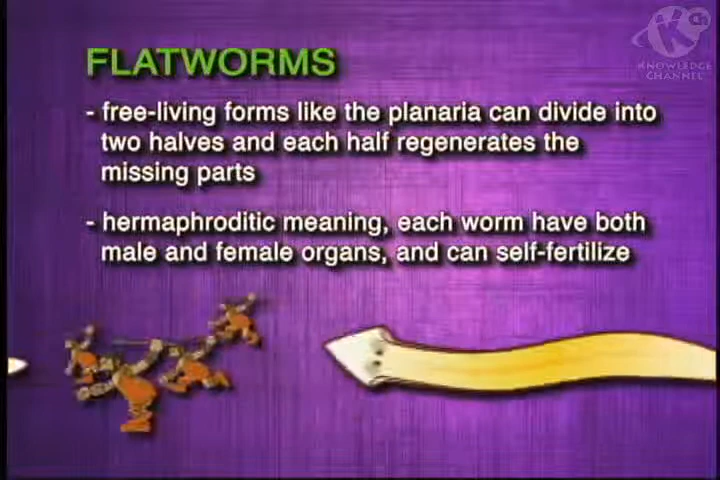 Ch
K
KNOWLEDGE
CHANNEL
FLATWORMS
- free-living forms like the planaria can divide into
two halves and each half regenerates the
missing parts
- hermaphroditic meaning, each worm have both
male and female organs, and can self-fertilize